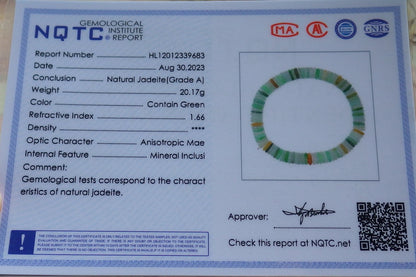 NQTC GEMOLOGICAL INSTITUTE REPORT
MA
GNRS
Report Number HL12012339683
Date Aug 30,2023
Conclusion Natural Jadeite(Grade A)
Weight 20.17g
Color Contain Green
Refractive Index 1.66
Density ****
Optic Character Anisotropic Mae
Internal Feature Mineral Inclusi
Comment:
Gemological tests correspond to the charact
eristics of natural jadeite.
Approver:
Check this report at NQTC.net